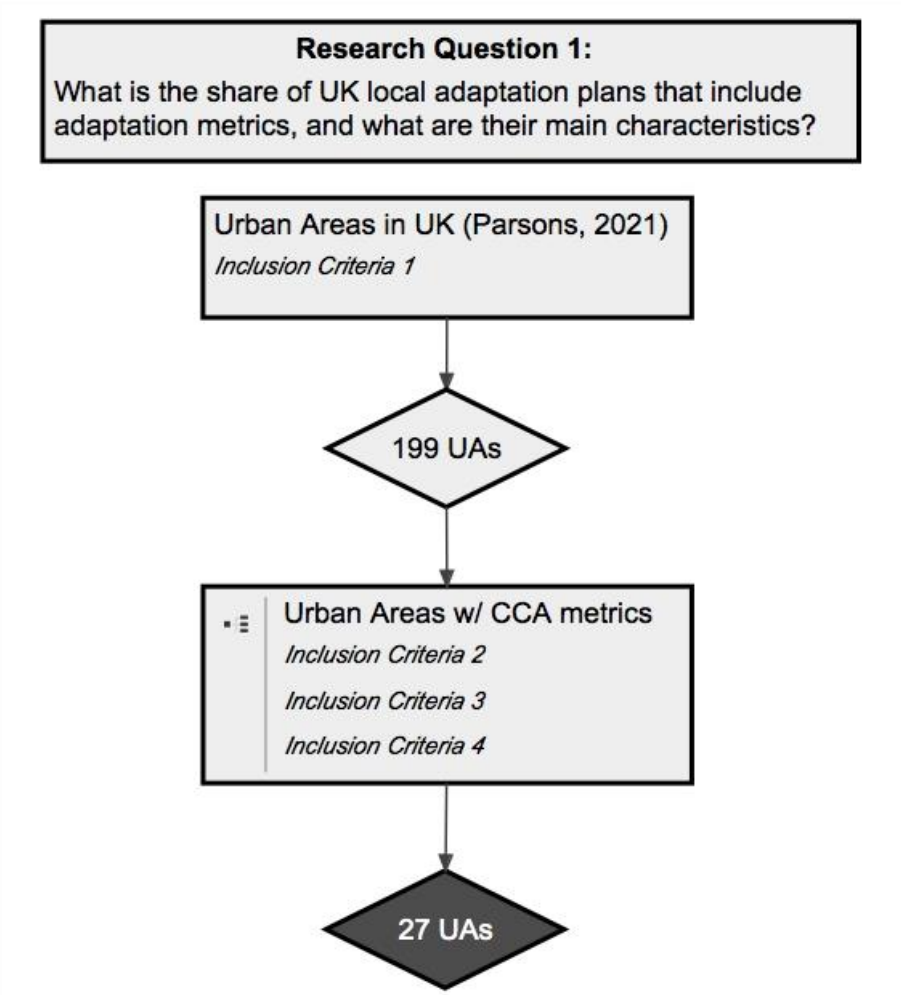 Research Question 1:
What is the share of UK local adaptation plans that include
adaptation metrics, and what are their main characteristics?
Urban Areas in UK (Parsons, 2021)
Inclusion Criteria 1
199 UAs
Urban Areas w/ CCA metrics
Inclusion Criteria 2
Inclusion Criteria 3
Inclusion Criteria 4
27 UAs